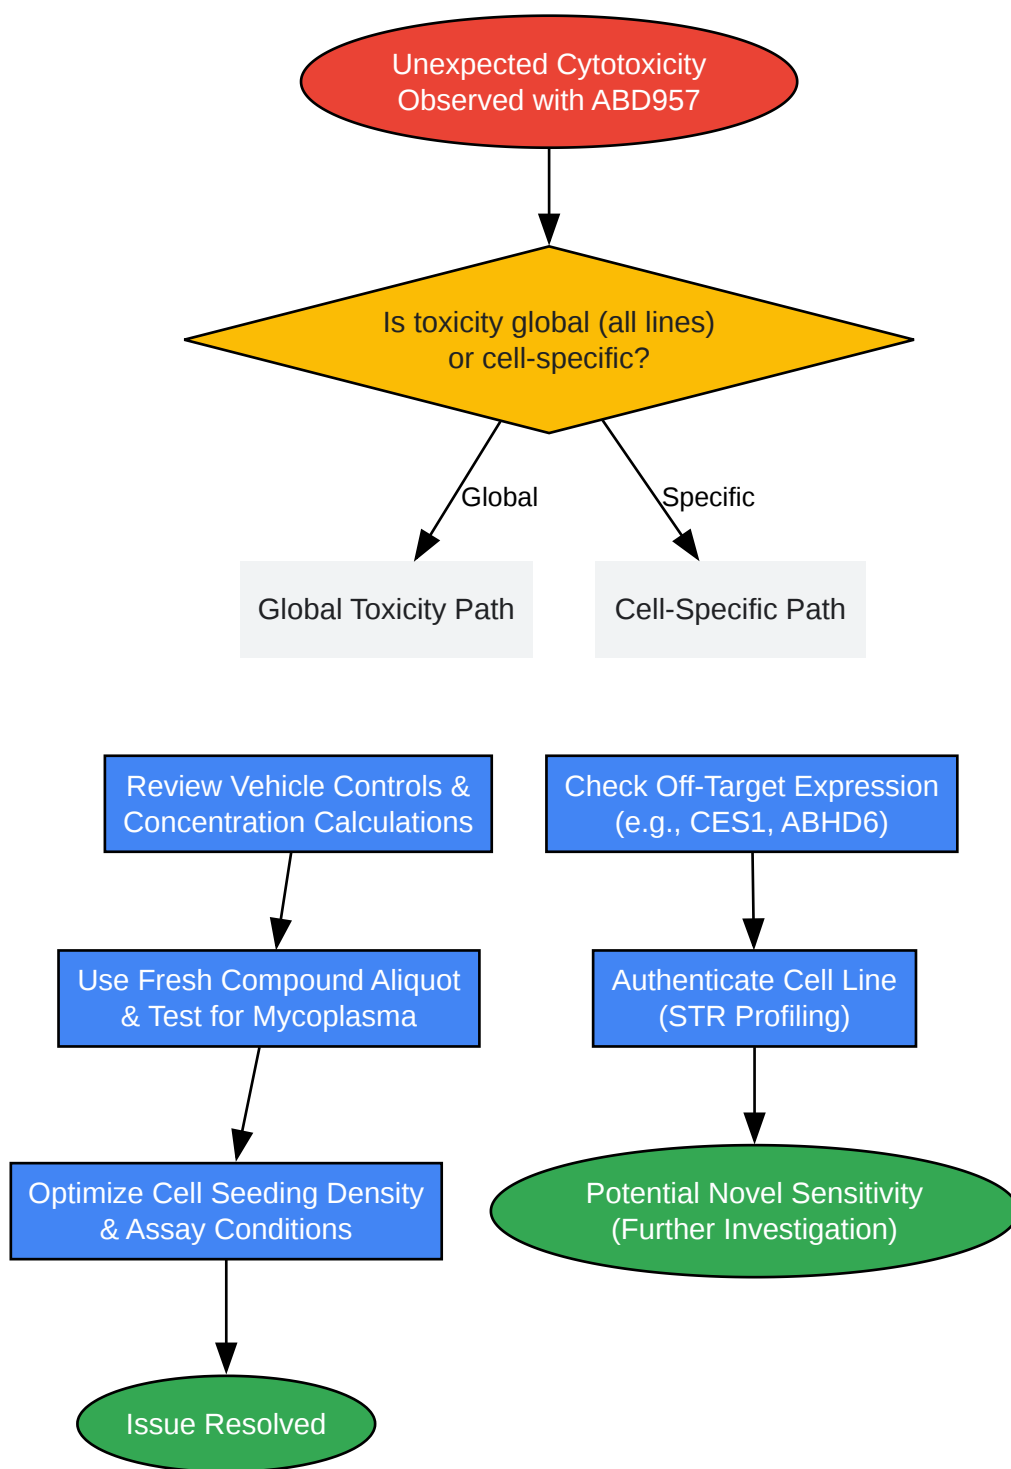 Unexpected Cytotoxicity
Observed with ABD957
Is toxicity global (all lines)
or cell-specific?
Global
Specific
Global Toxicity Path
Cell-Specific Path
Review Vehicle Controls &
Concentration Calculations
Check Off-Target Expression
(e.g., CES1, ABHD6)
Use Fresh Compound Aliquot
& Test for Mycoplasma
Authenticate Cell Line
(STR Profiling)
Optimize Cell Seeding Density
& Assay Conditions
Potential Novel Sensitivity
(Further Investigation)
Issue Resolved